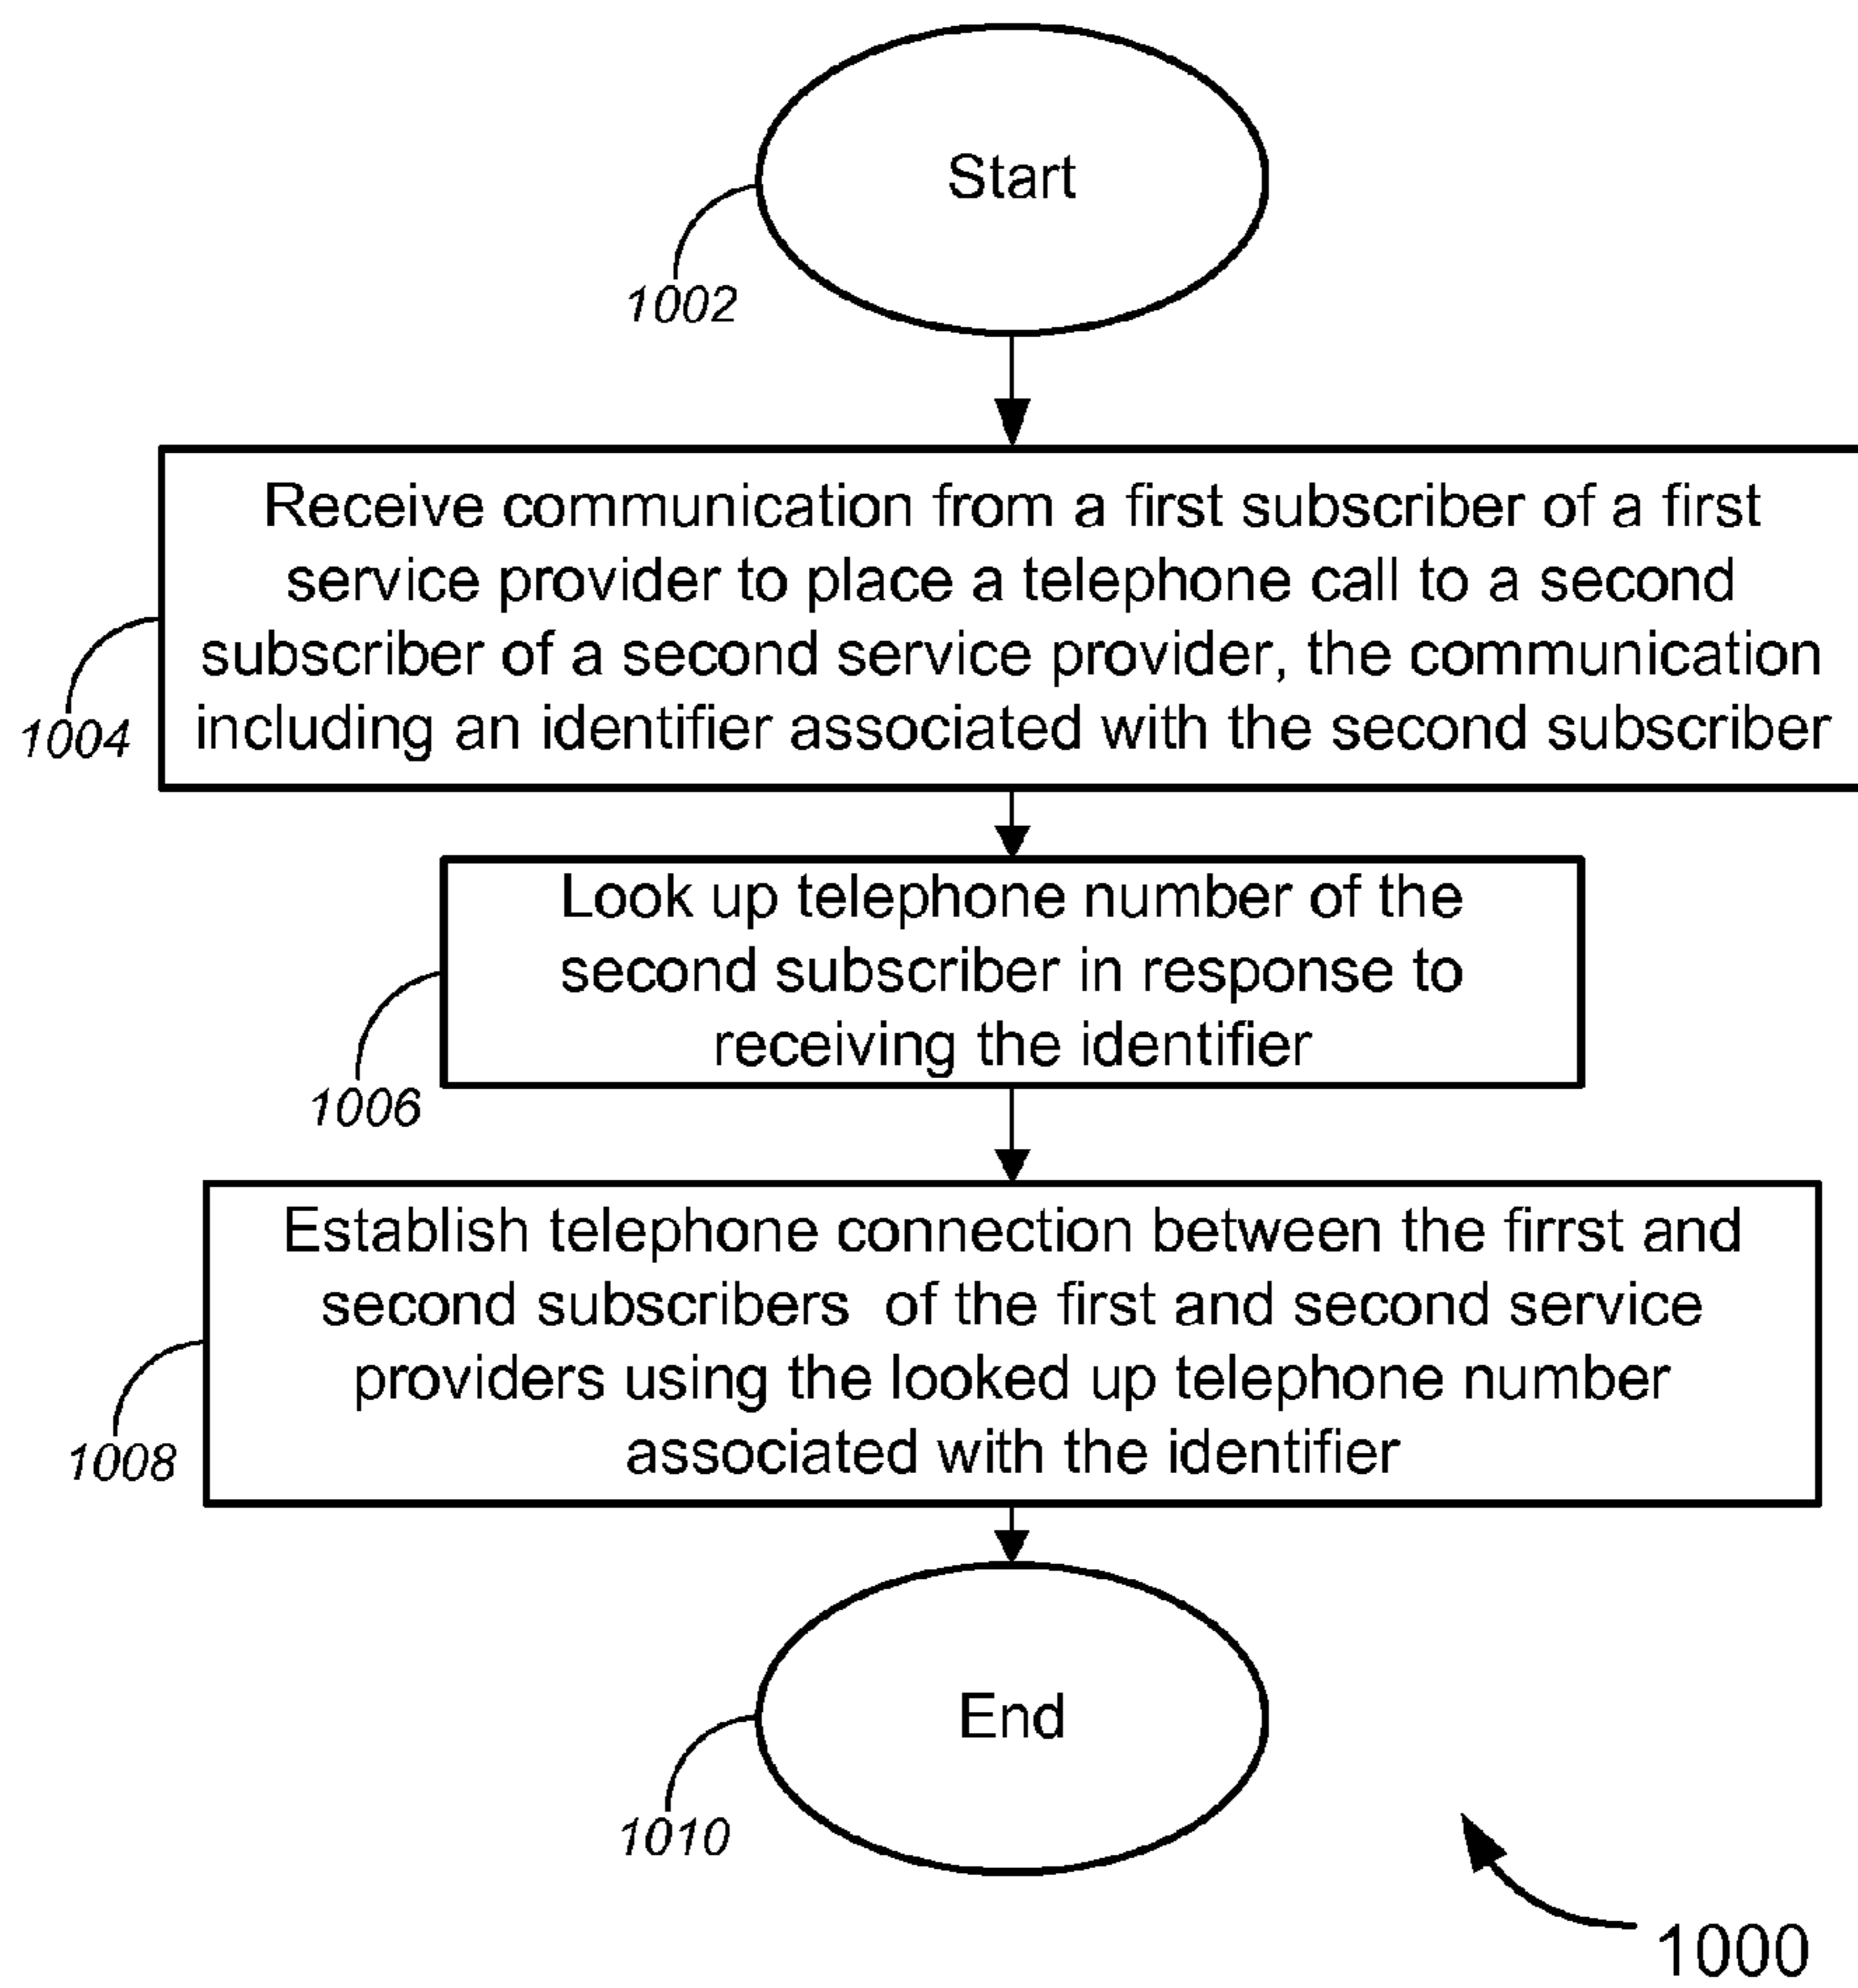 Start
1002
Receive communication from a first subscriber of a first
service provider to place a telephone call to a second
subscriber of a second service provider, the communication
including an identifier associated with the second subscriber
1004
Look up telephone number of the
second subscriber in response to
receiving the identifier
1006
Establish telephone connection between the firrst and
second subscribers of the first and second service
providers using the looked up telephone number
associated with the identifier
1008
End
1010
1000